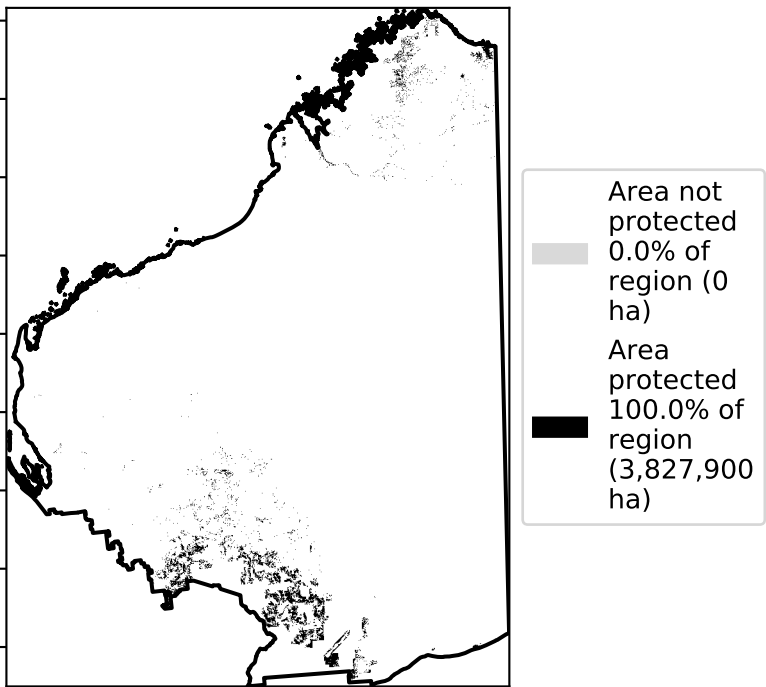 Area not
protected
0.0% of
region (0
ha)
Area
protected
100.0% of
region
(3,827,900
ha)